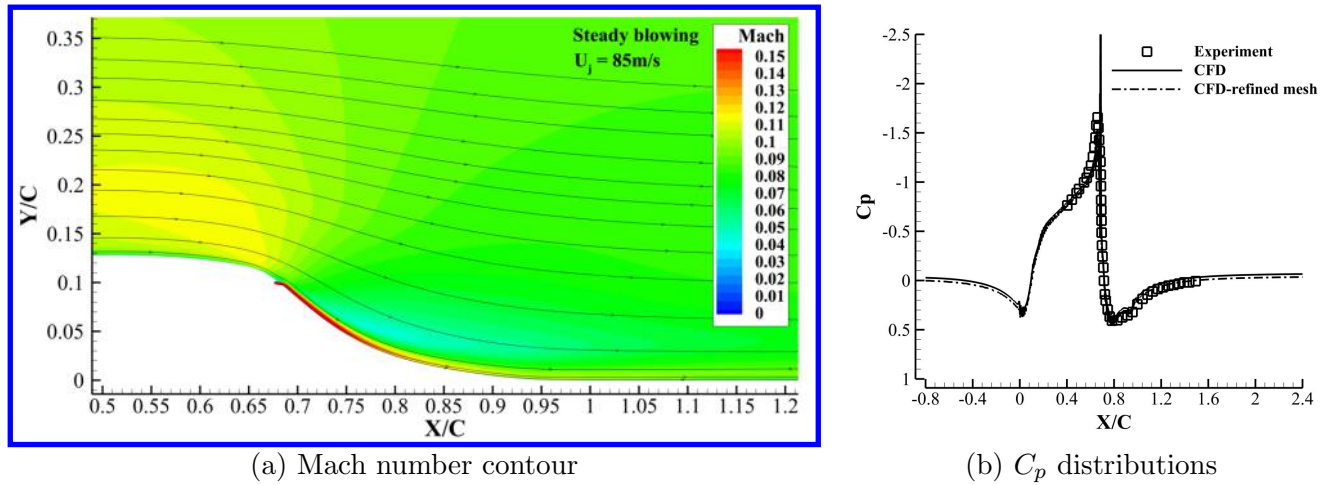 Steady blowing
U_j = 85m/s
Mach
0.15
0.14
0.13
0.12
0.11
0.1
0.09
0.08
0.07
0.06
0.05
0.04
0.03
0.02
0.01
0
Y/C
0.35
0.3
0.25
0.2
0.15
0.1
0.05
0
0.5 0.55 0.6 0.65 0.7 0.75 0.8 0.85 0.9 0.95 1 1.05 1.1 1.15 1.2
X/C
(a) Mach number contour
Experiment
CFD
CFD-refined mesh
Cp
-2.5
-2
-1.5
-1
-0.5
0
0.5
1
-0.8 -0.4 0 0.4 0.8 1.2 1.6 2 2.4
X/C
(b) C_p distributions